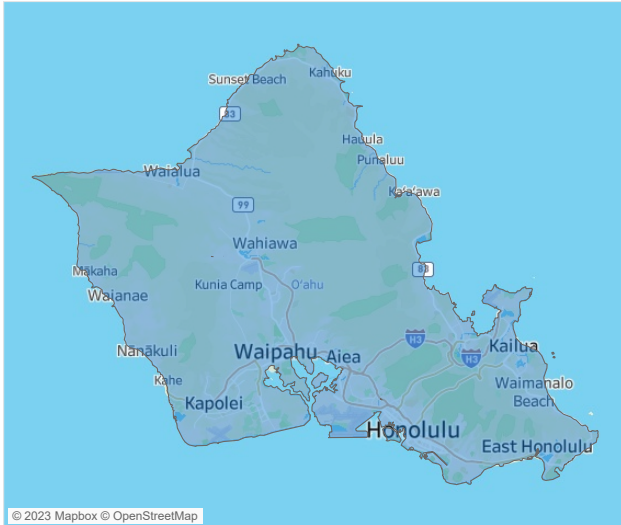 Kahuku
Sunset Beach
83
Hauula
Punaluu
Waialua
Ka'a'awa
99
Wahiawa
83
Mākaha
Kunia Camp
O'ahu
Waianae
H3
Kailua
Nānākuli
Waipahu
Aiea
H3
Kahe
Waimanalo
Beach
Kapolei
Honolulu
East Honolulu
© 2023 Mapbox © OpenStreetMap